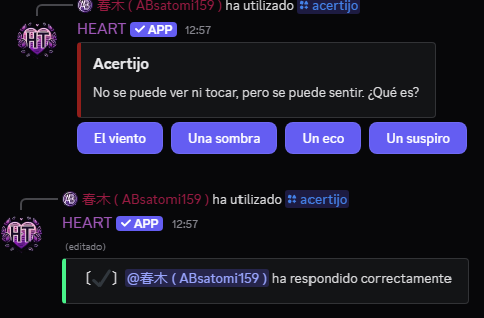 春木 ( ABsatomi159 ) ha utilizado acertijo
HEART ✓ APP 12:57
Acertijo
No se puede ver ni tocar, pero se puede sentir. ¿Qué es?
El viento Una sombra Un eco Un suspiro
春木 ( ABsatomi159 ) ha utilizado acertijo
HEART ✓ APP 12:57
(editado)
〔✓〕@春木 ( ABsatomi159 ) ha respondido correctamente